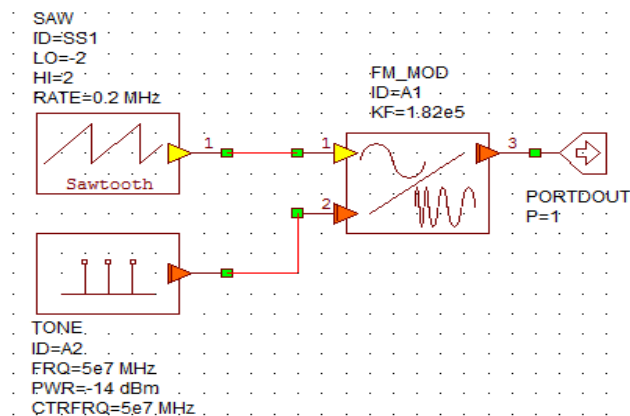 SAW
ID=SS1
LO=-2
HI=2
RATE=0.2 MHz
Sawtooth
1
FM_MOD
ID=A1
KF=1.82e5
1
2
3
PORTDOUT
P=1
TONE
ID=A2
FRQ=5e7 MHz
PWR=-14 dBm
CTRFRQ=5e7 MHz